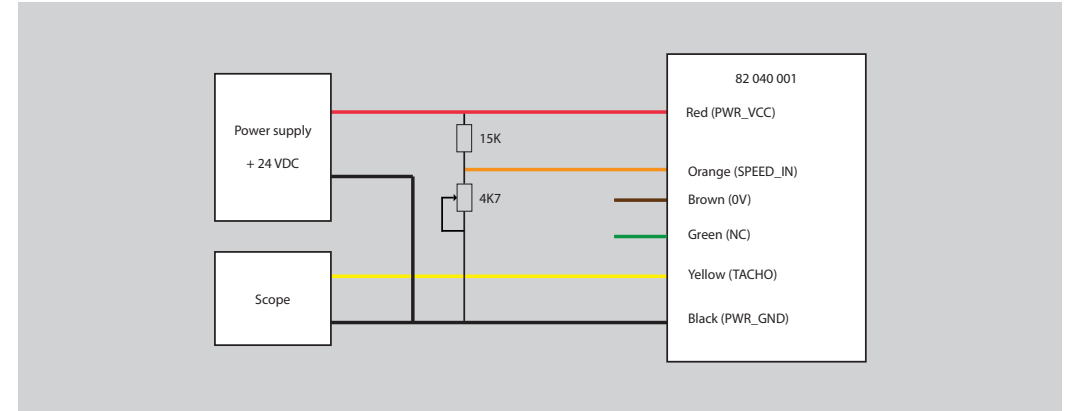 82 040 001
Red (PWR_VCC)
Power supply
+ 24 VDC
15K
Orange (SPEED_IN)
4K7
Brown (0V)
Green (NC)
Yellow (TACHO)
Scope
Black (PWR_GND)